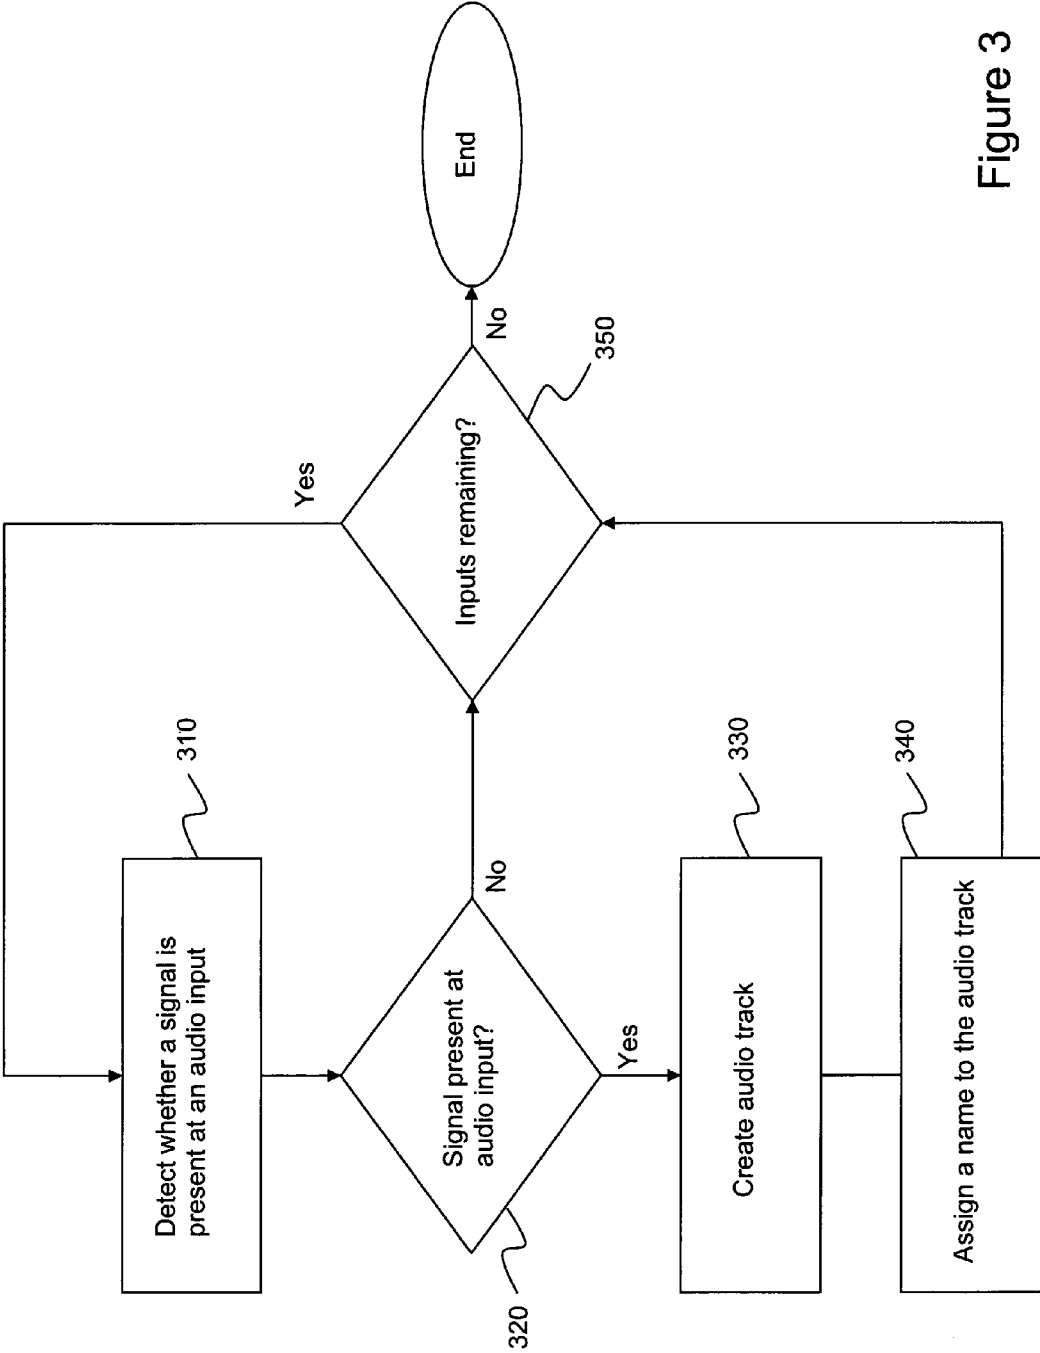 Detect whether a signal is
present at an audio input
310
Signal present at
audio input?
320
No
Yes
Create audio track
330
Assign a name to the audio track
340
Inputs remaining?
350
Yes
No
End
Figure 3